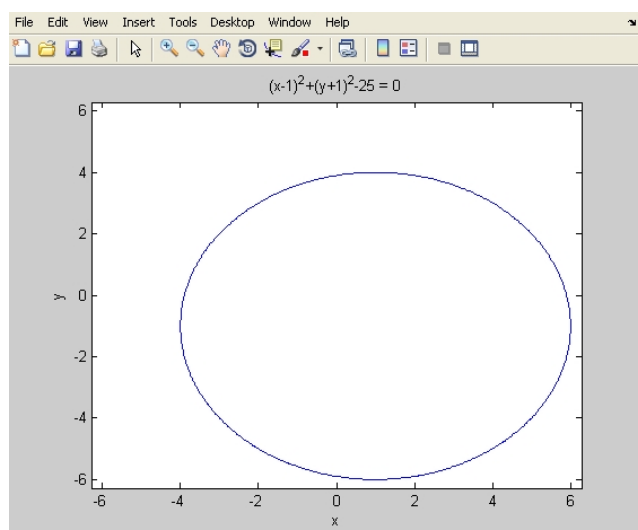 File Edit View Insert Tools Desktop Window Help
(x-1)²+(y+1)²-25 = 0
6
4
2
0
-2
-4
-6
y
-6 -4 -2 0 2 4 6
x